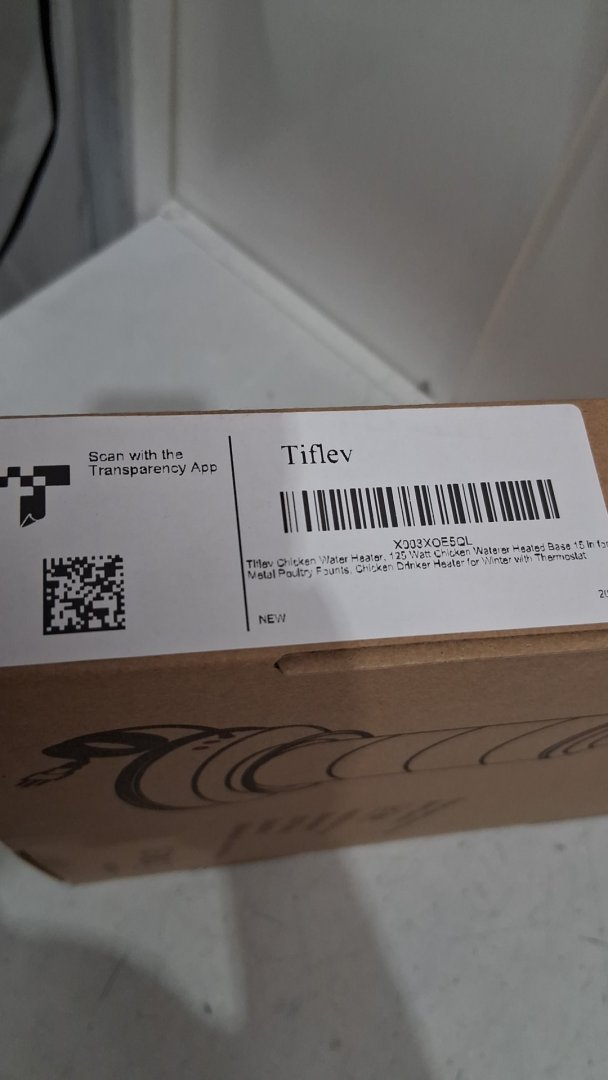 Scan with the
Transparency App
Tiflev
X003XOE5QL
Tiflev Chicken Water Heater, 125 Watt Chicken Waterer Heated Base 15 In for
Metal Poultry Founts, Chicken Drinker Heater for Winter with Thermostat
NEW